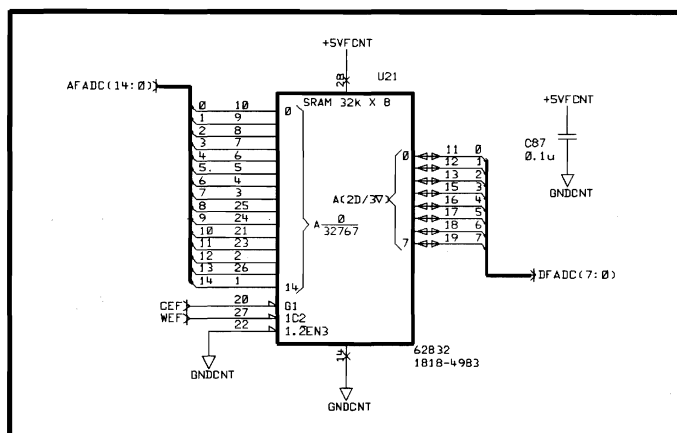 +5VFCNT
AFADC(14:0)
28
U21
SRAM 32k X 8
+5VFCNT
0 10
0
1 9
2 8
3 7
4 6
5. 5
6 4
7 3
8 25
9 24
10 21
11 23
12 2
13 26
14 1
14
A 0
32767
A(2D/3∇)
0
7
11 0
12 1
13 2
15 3
16 4
17 5
18 6
19 7
C87
0.1u
GNDCNT
DFADC(7:0)
CEF 20 G1
WEF 27 1C2
22 1.2EN3
GNDCNT
14
62832
1818-4983
GNDCNT